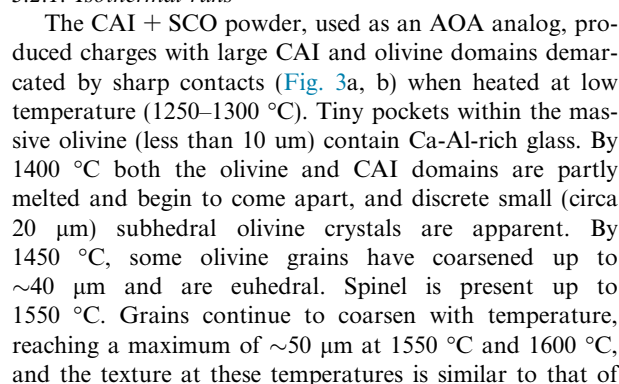 3.2.1. Isothermal runs
The CAI + SCO powder, used as an AOA analog, pro-
duced charges with large CAI and olivine domains demar-
cated by sharp contacts (Fig. 3a, b) when heated at low
temperature (1250–1300 °C). Tiny pockets within the mas-
sive olivine (less than 10 um) contain Ca-Al-rich glass. By
1400 °C both the olivine and CAI domains are partly
melted and begin to come apart, and discrete small (circa
20 μm) subhedral olivine crystals are apparent. By
1450 °C, some olivine grains have coarsened up to
∼40 μm and are euhedral. Spinel is present up to
1550 °C. Grains continue to coarsen with temperature,
reaching a maximum of ∼50 μm at 1550 °C and 1600 °C,
and the texture at these temperatures is similar to that of